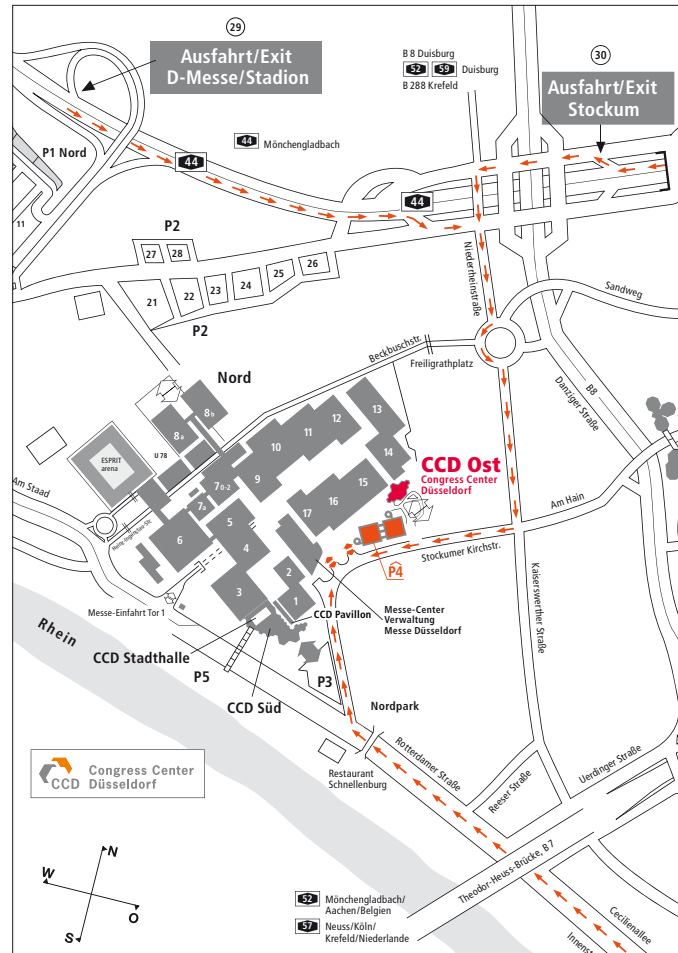 29
Ausfahrt/Exit
D-Messe/Stadion
B 8 Duisburg
52 59 Duisburg
B 288 Krefeld
30
Ausfahrt/Exit
Stockum
P1 Nord
44 Mönchengladbach
44
44
11
P2
27
28
21
22
23
24
25
26
P2
Niederrheinstraße
Sandweg
Beckbuschstr.
Freiligrathplatz
B8
Danziger Straße
Nord
8b
8a
U 78
ESPRIT
arena
Am Staad
13
12
11
10
9
14
15
16
17
7 0-2
7a
6
5
4
3
2
1
CCD Ost
Congress Center
Düsseldorf
Am Hain
P4
Stockumer Kirchstr.
Kaiserswerther Straße
Messe-Einfahrt Tor 1
CCD Pavillon
Messe-Center
Verwaltung
Messe Düsseldorf
Rhein
CCD Stadthalle
P5
CCD Süd
P3
Nordpark
Rotterdamer Straße
Restaurant
Schnellenburg
Reeser Straße
Uerdinger Straße
CCD
Congress Center
Düsseldorf
N
W
O
S
Theodor-Heuss-Brücke, B 7
52 Mönchengladbach/
Aachen/Belgien
57 Neuss/Köln/
Krefeld/Niederlande
Cecilienallee